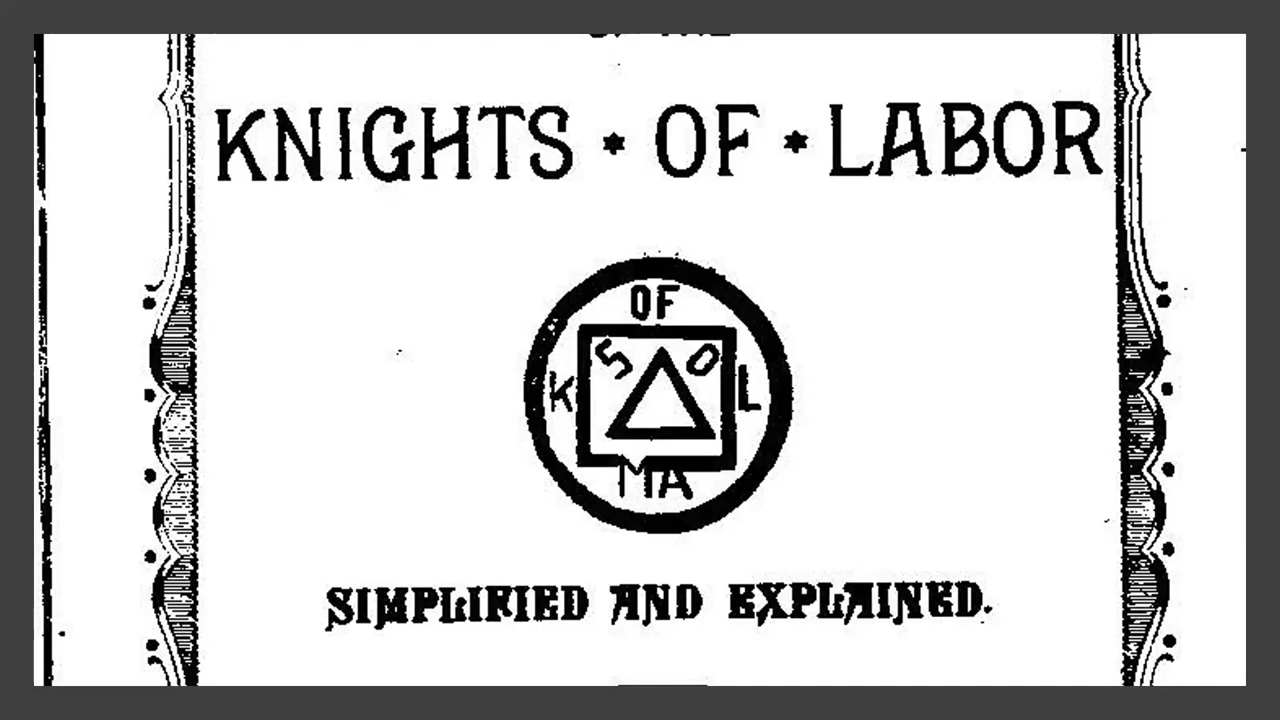 KNIGHTS * OF * LABOR
OF
S O
K L
MA
SIMPLIFIED AND EXPLAINED.